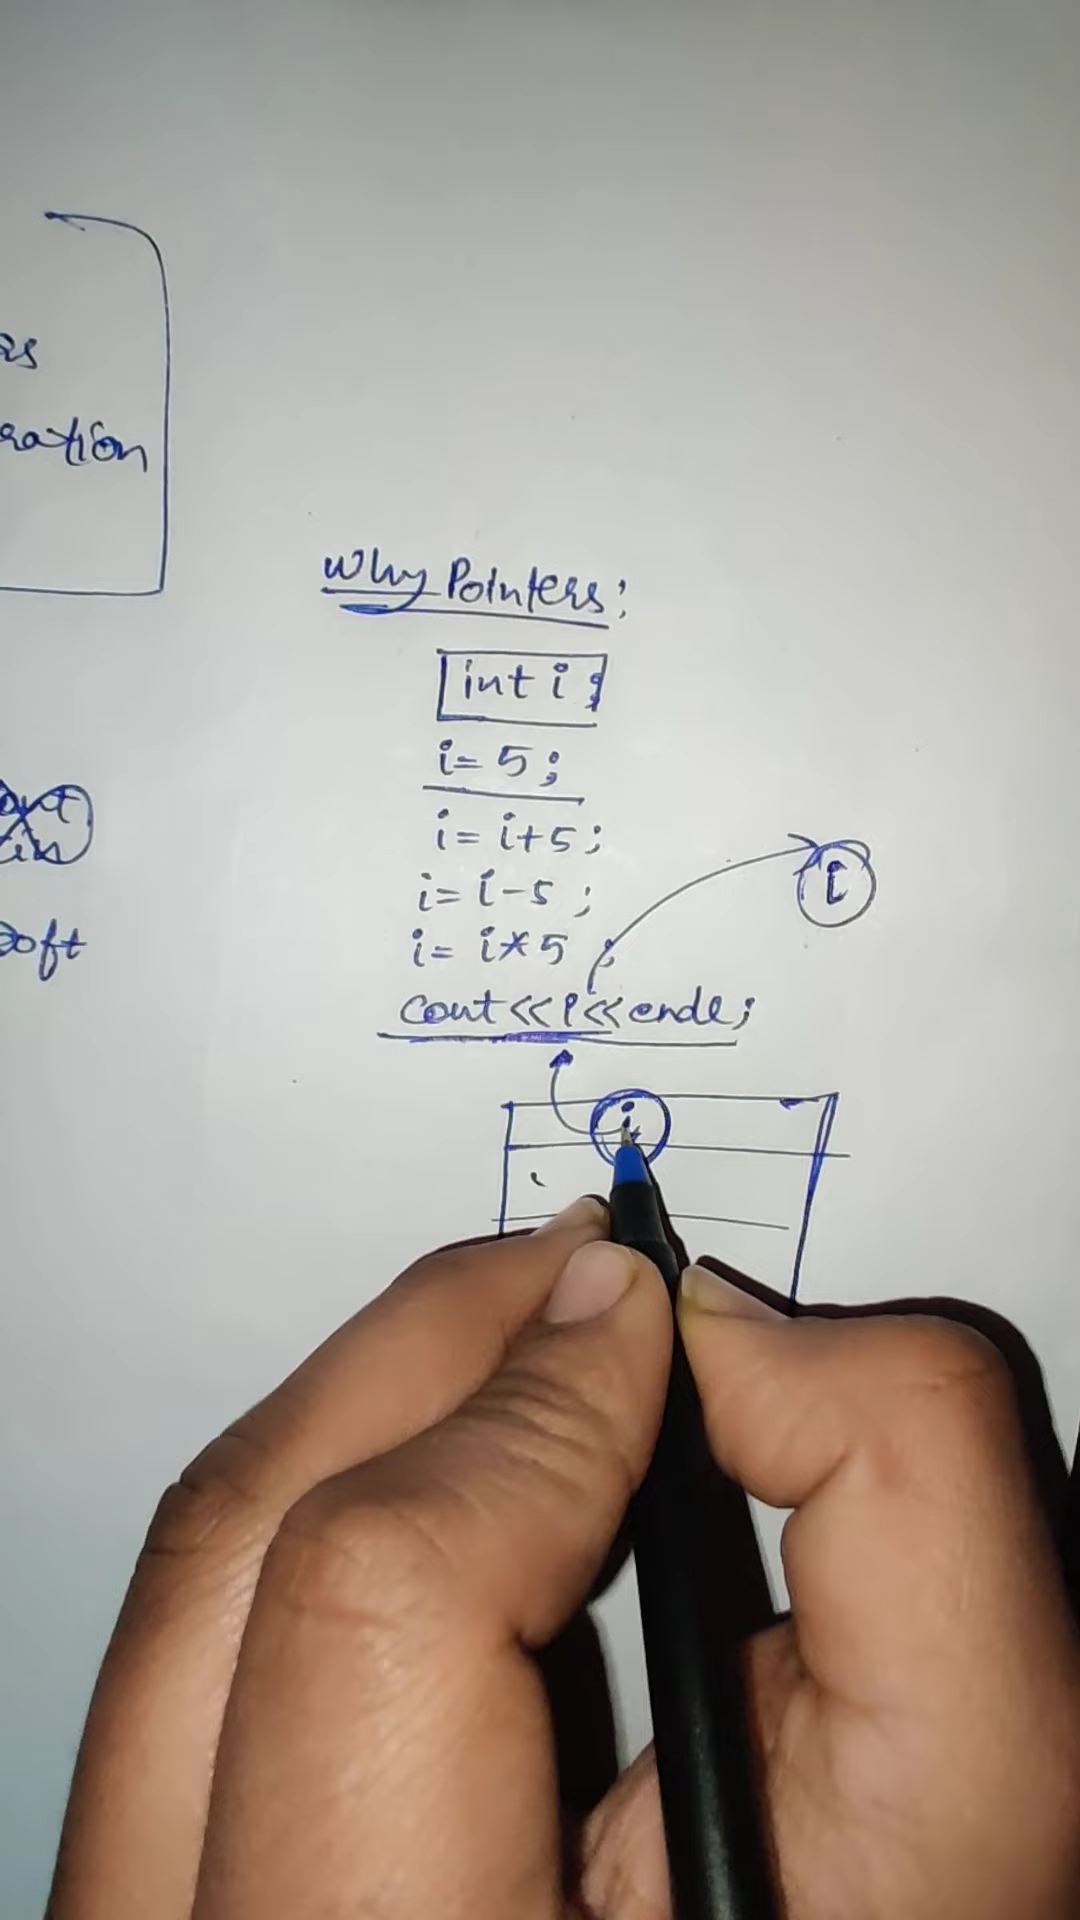 ration
Why Pointers:
int i;
i= 5;
i= i+5;
i= i-5;
i= i*5;
i
cout<<i<<endl;
i